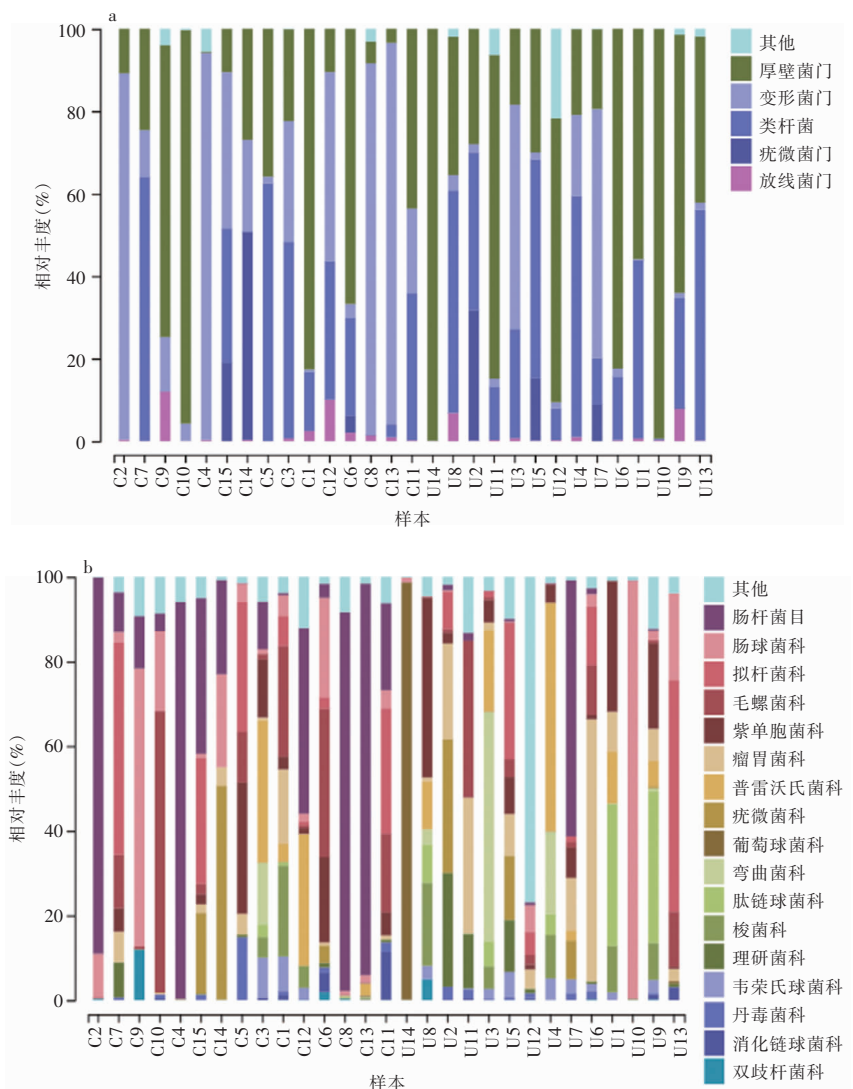 a
100
80
60
40
20
0
相对丰度(%)
C2 C7 C9 C10 C4 C15 C14 C5 C3 C1 C12 C6 C8 C13 C11 U14 U8 U2 U11 U3 U5 U12 U4 U7 U6 U1 U10 U9 U13
样本
其他
厚壁菌门
变形菌门
类杆菌
疣微菌门
放线菌门
b
100
80
60
40
20
0
相对丰度(%)
C2 C7 C9 C10 C4 C15 C14 C5 C3 C1 C12 C6 C8 C13 C11 U14 U8 U2 U11 U3 U5 U12 U4 U7 U6 U1 U10 U9 U13
样本
其他
肠杆菌目
肠球菌科
拟杆菌科
毛螺菌科
紫单胞菌科
瘤胃菌科
普雷沃氏菌科
疣微菌科
葡萄球菌科
弯曲菌科
肽链球菌科
梭菌科
理研菌科
韦荣氏球菌科
丹毒菌科
消化链球菌科
双歧杆菌科